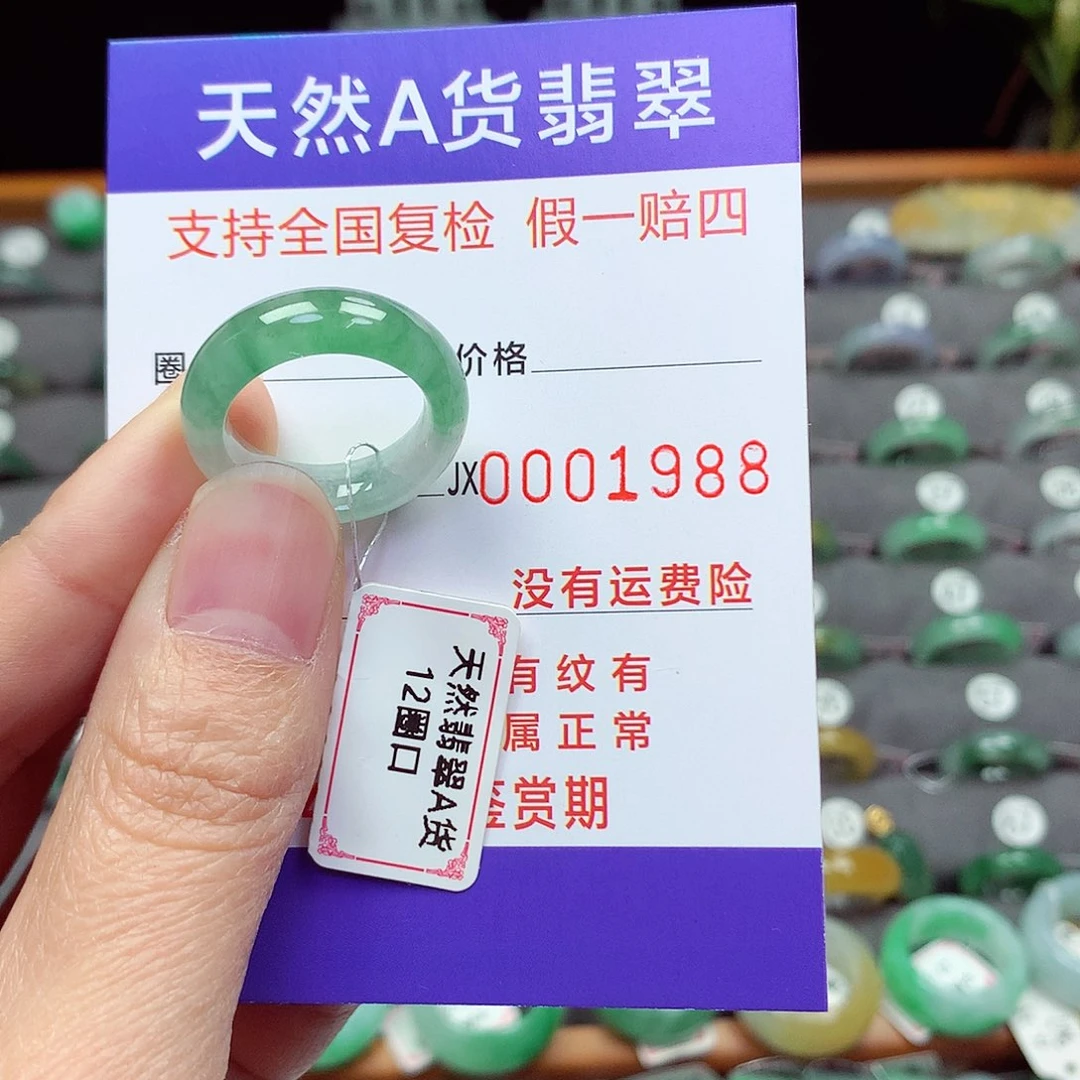 天然A货翡翠
支持全国复检 假一赔四
圈
价格
JX0001988
没有运费险
有纹有
属正常
鉴赏期
天然翡翠A货
12圈口